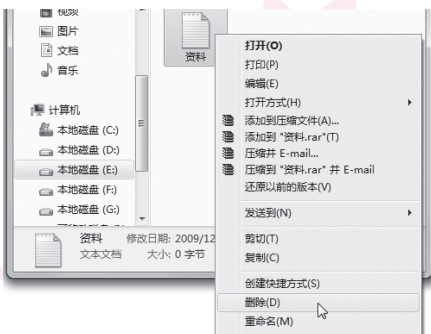 视频
图片
文档
音乐
计算机
本地磁盘 (C:)
本地磁盘 (D:)
本地磁盘 (E:)
本地磁盘 (F:)
本地磁盘 (G:)
资料
打开(O)
打印(P)
编辑(E)
打开方式(H)
添加到压缩文件(A)...
添加到 "资料.rar"(T)
压缩并 E-mail...
压缩到 "资料.rar" 并 E-mail
还原以前的版本(V)
发送到(N)
剪切(T)
复制(C)
创建快捷方式(S)
删除(D)
重命名(M)
资料 修改日期: 2009/12
文本文档 大小: 0 字节